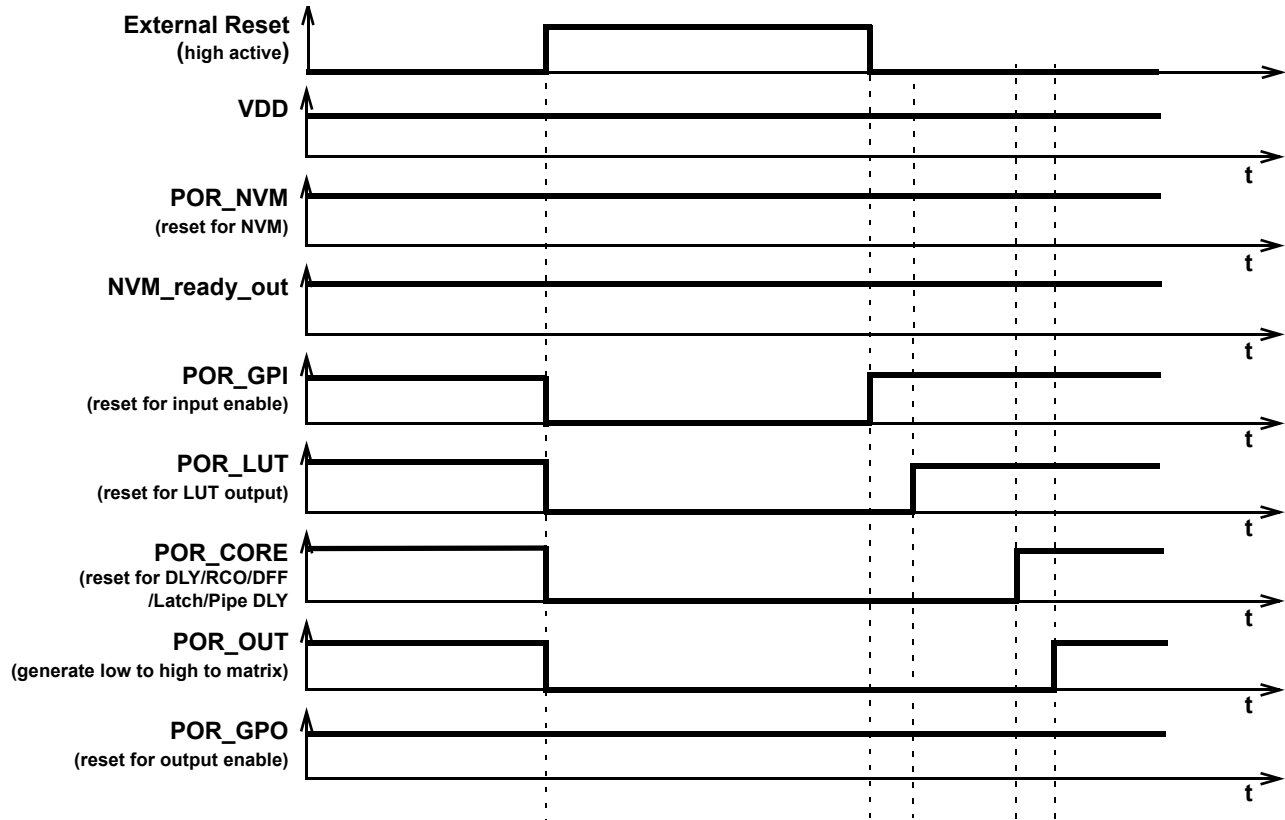 External Reset
(high active)
VDD
t
POR_NVM
(reset for NVM)
t
NVM_ready_out
t
POR_GPI
(reset for input enable)
t
POR_LUT
(reset for LUT output)
t
POR_CORE
(reset for DLY/RCO/DFF
/Latch/Pipe DLY
t
POR_OUT
(generate low to high to matrix)
t
POR_GPO
(reset for output enable)
t